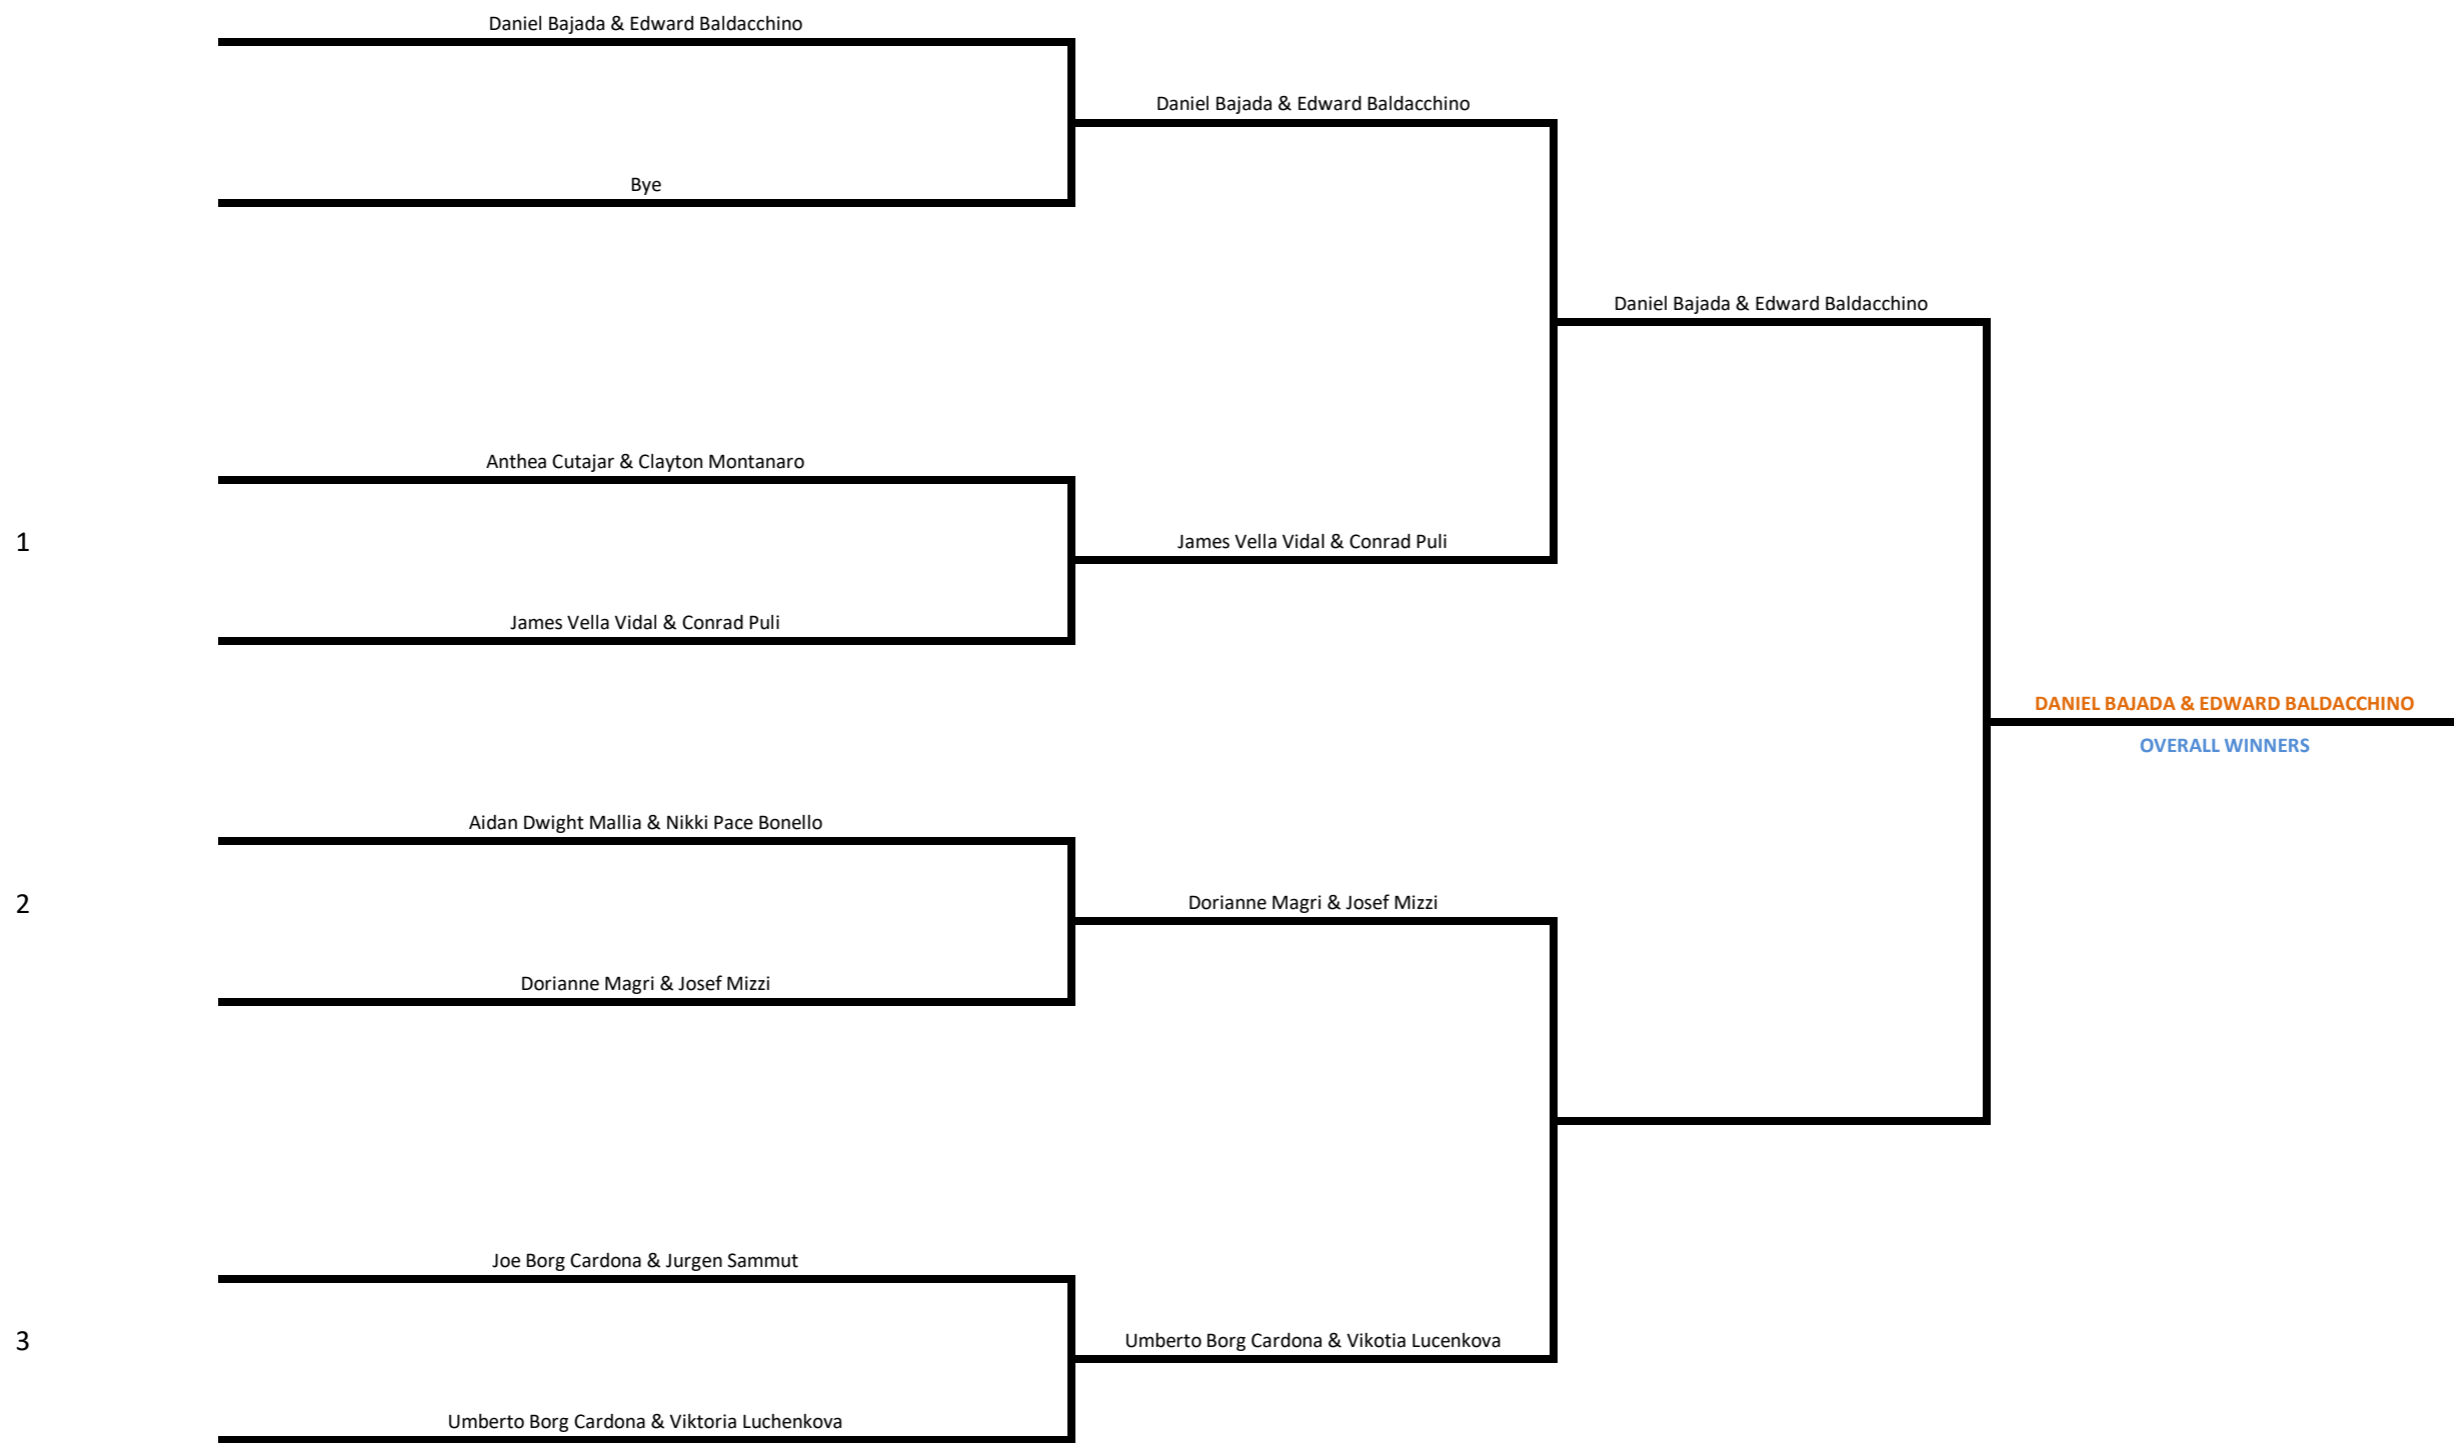 Daniel Bajada & Edward Baldacchino
Daniel Bajada & Edward Baldacchino
Bye
Daniel Bajada & Edward Baldacchino
Anthea Cutajar & Clayton Montanaro
1
James Vella Vidal & Conrad Puli
James Vella Vidal & Conrad Puli
DANIEL BAJADA & EDWARD BALDACCHINO
OVERALL WINNERS
Aidan Dwight Mallia & Nikki Pace Bonello
2
Dorianne Magri & Josef Mizzi
Dorianne Magri & Josef Mizzi
Joe Borg Cardona & Jurgen Sammut
3
Umberto Borg Cardona & Vikotia Lucenkova
Umberto Borg Cardona & Viktoria Luchenkova